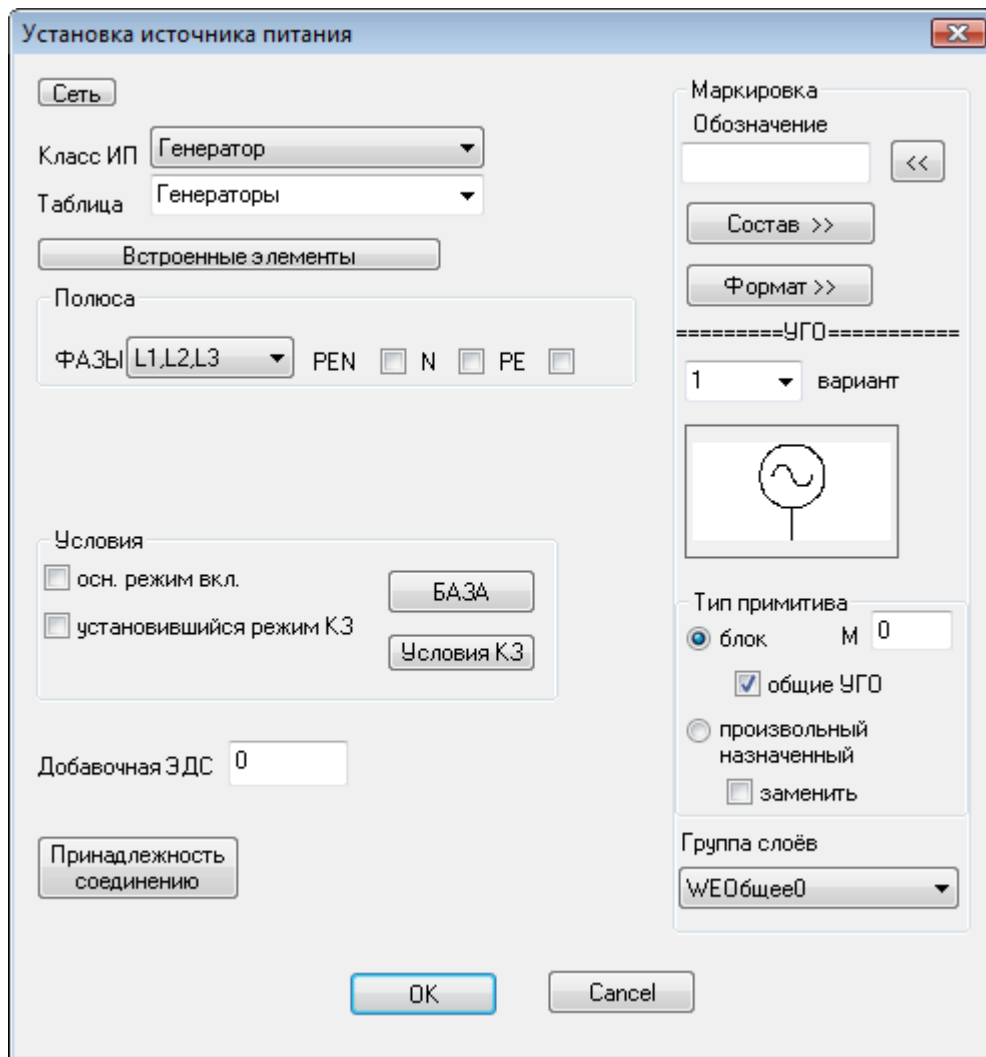 Установка источника питания
Сеть
Класс ИП Генератор
Таблица Генераторы
Встроенные элементы
Полюса
ФАЗЫ L1,L2,L3 PEN N PE
Условия
осн. режим вкл.
БАЗА
установившийся режим КЗ
Условия КЗ
Добавочная ЭДС 0
Принадлежность
соединению
Маркировка
Обозначение
<<
Состав >>
Формат >>
=========УГО===========
1 вариант
Тип примитива
блок М 0
общие УГО
произвольный
назначенный
заменить
Группа слоёв
WEОбщее0
OK Cancel